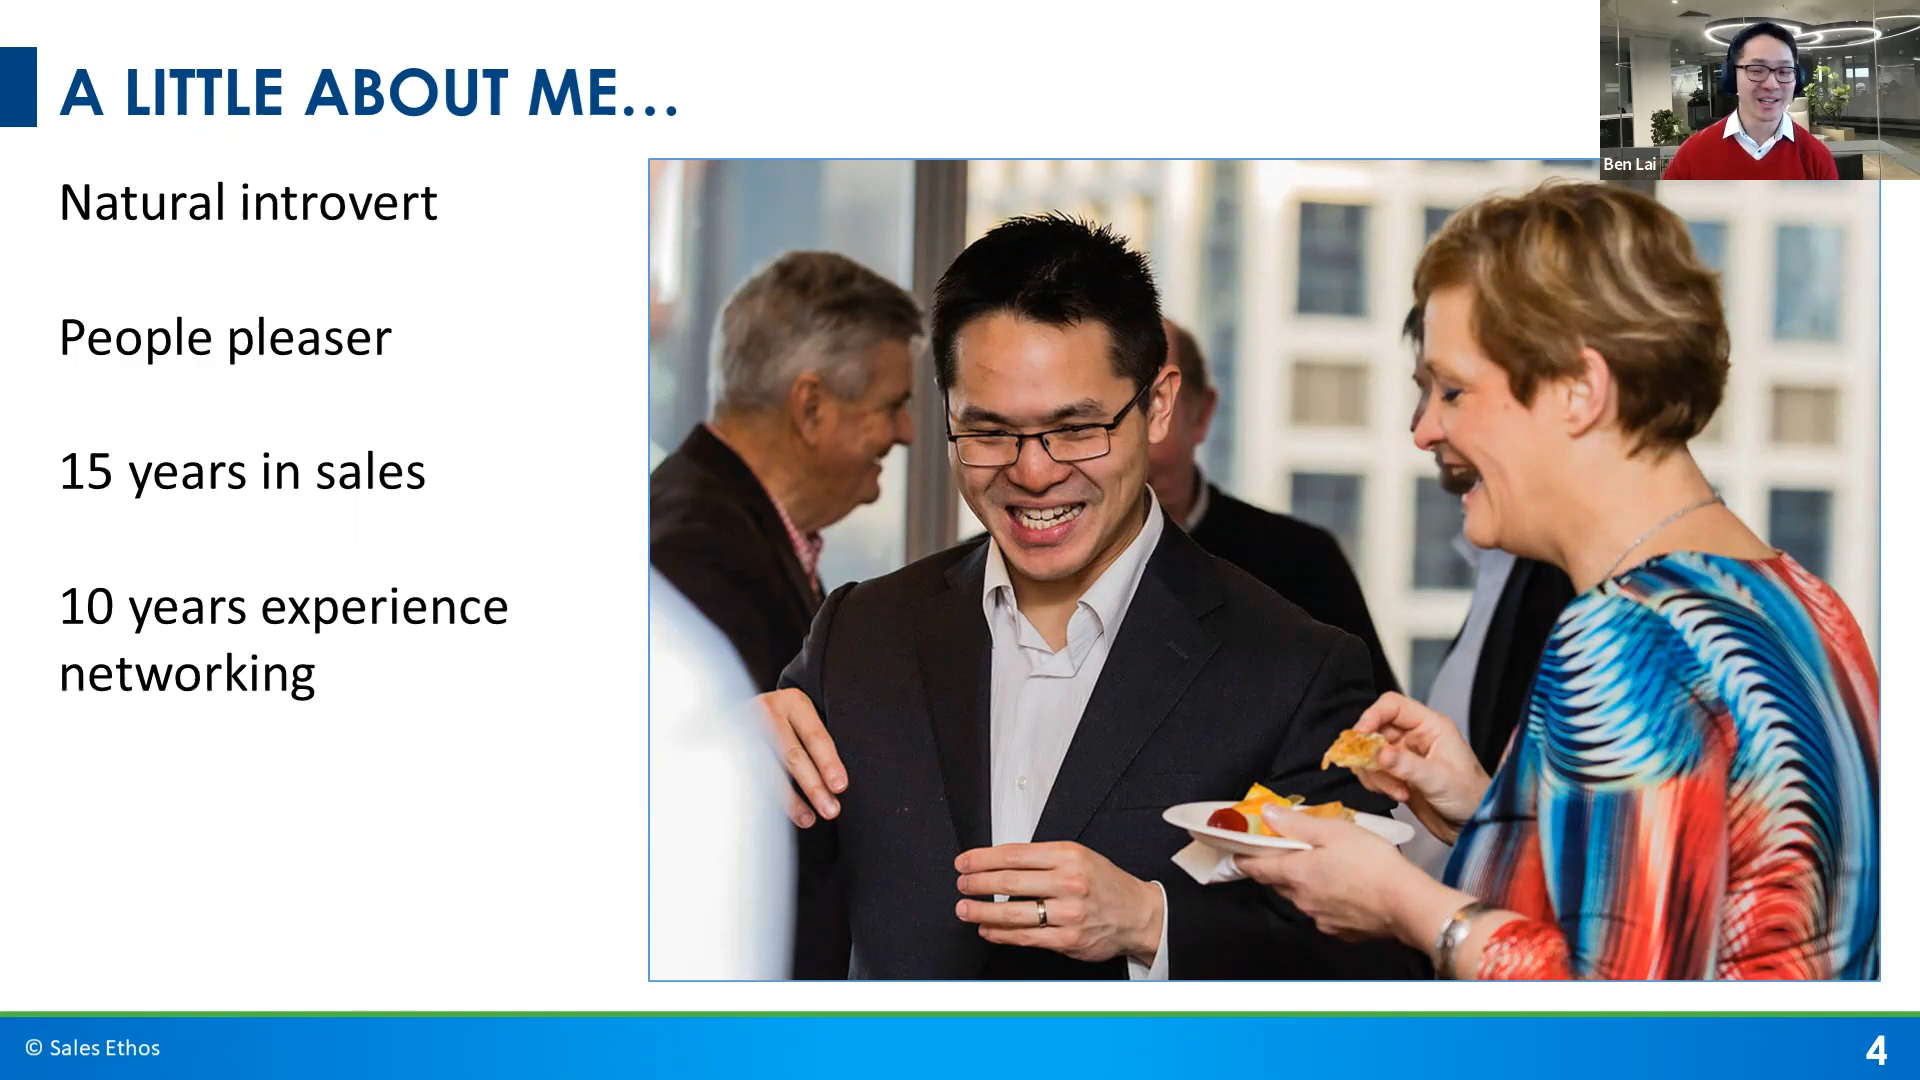 A LITTLE ABOUT ME...
Ben Lai
Natural introvert
People pleaser
15 years in sales
10 years experience
networking
© Sales Ethos
4